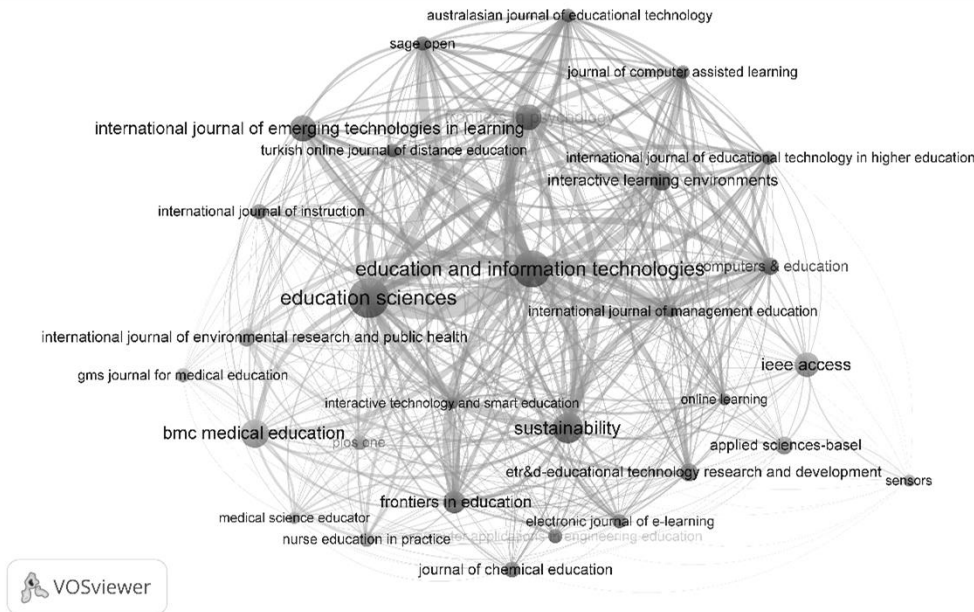 australasian journal of educational technology
sage open
journal of computer assisted learning
in psychology
international journal of emerging technologies in learning
turkish online journal of distance education
international journal of educational technology in higher education
interactive learning environments
international journal of instruction
education and information technologies
computers & education
education sciences
international journal of management education
international journal of environmental research and public health
ieee access
gms journal for medical education
interactive technology and smart education
online learning
sustainability
bmc medical education
plos one
applied sciences-basel
etr&d-educational technology research and development
sensors
frontiers in education
medical science educator
electronic journal of e-learning
applications in engineering education
nurse education in practice
journal of chemical education
VOSviewer